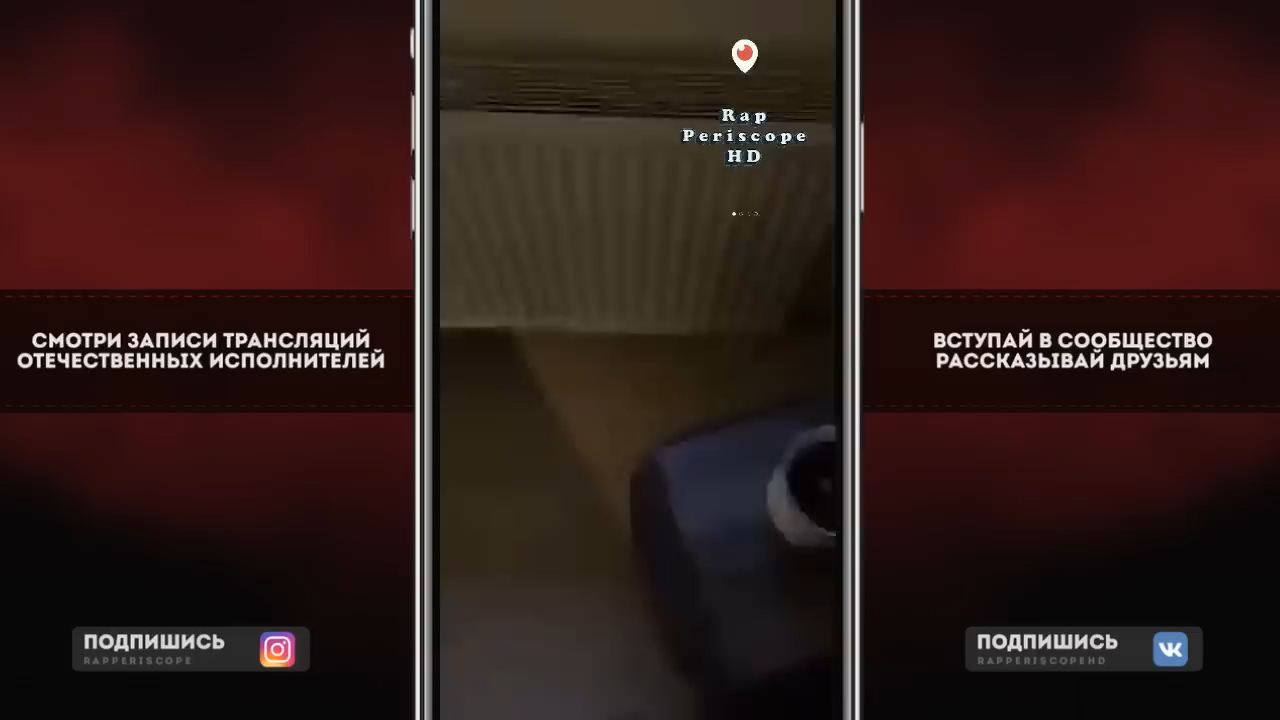 Rap
Periscope
HD
СМОТРИ ЗАПИСИ ТРАНСЛЯЦИЙ
ОТЕЧЕСТВЕННЫХ ИСПОЛНИТЕЛЕЙ
ВСТУПАЙ В СООБЩЕСТВО
РАССКАЗЫВАЙ ДРУЗЬЯМ
ПОДПИШИСЬ
RAPPERISCOPE
ПОДПИШИСЬ
RAPPERISCOPEHD